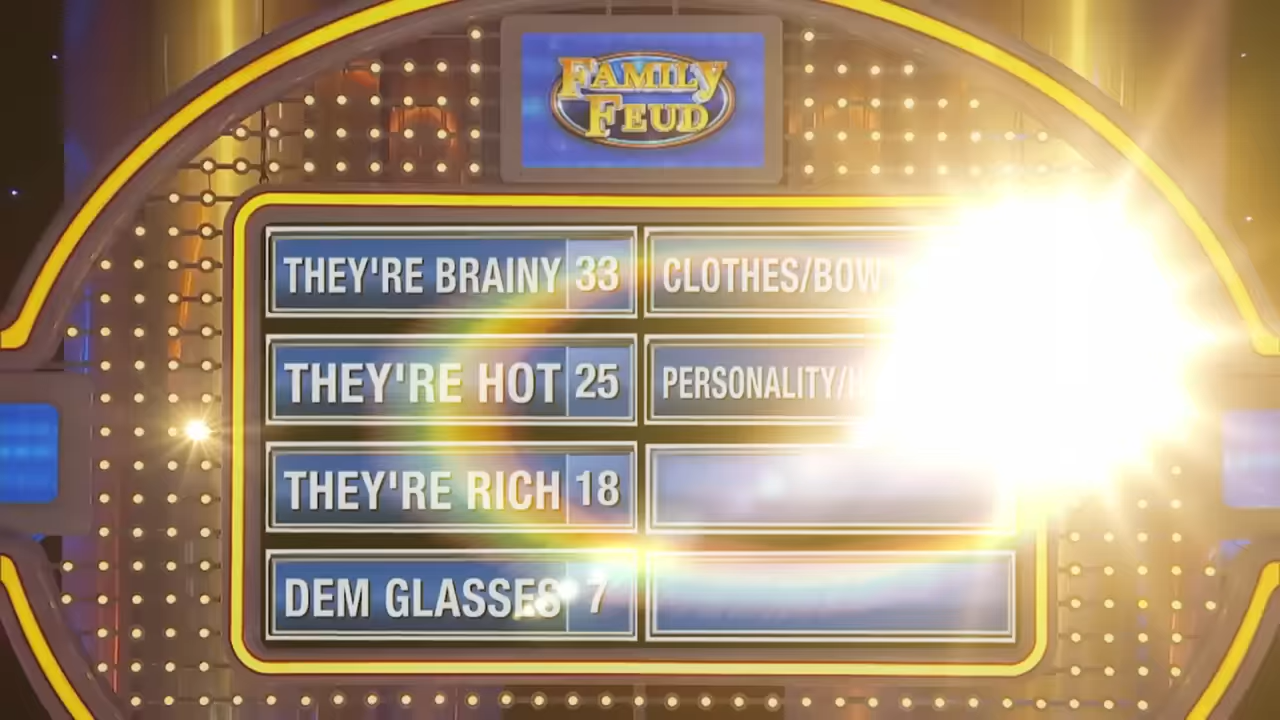 FAMILY
FEUD
THEY'RE BRAINY 33
THEY'RE HOT 25
THEY'RE RICH 18
DEM GLASSES 7
CLOTHES/BOW
PERSONALITY/